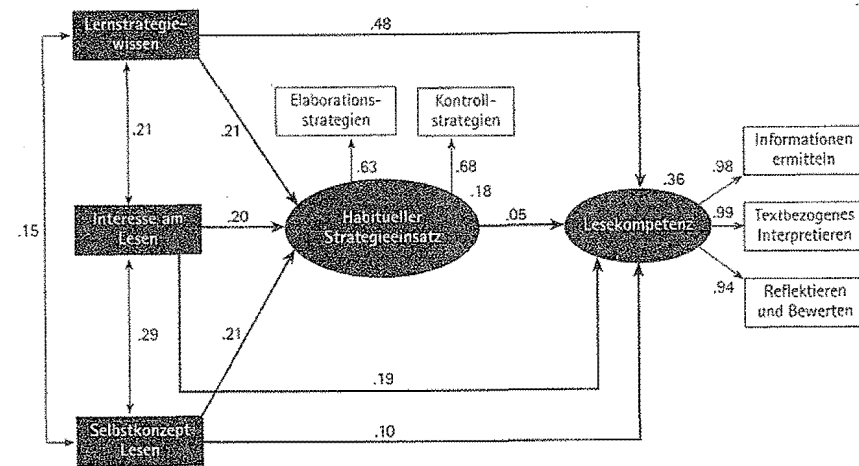 Lernstrategie-
wissen
.48
Elaborations-
strategien
Kontroll-
strategien
.21
.21
.63
.68
.18
Informationen
ermitteln
.98
.36
Interesse am
Lesen
.20
Habitueller
Strategieeinsatz
.05
Lesekompetenz
.99
Textbezogenes
Interpretieren
.15
.94
Reflektieren
und Bewerten
.29
.21
.19
Selbstkonzept
Lesen
.10